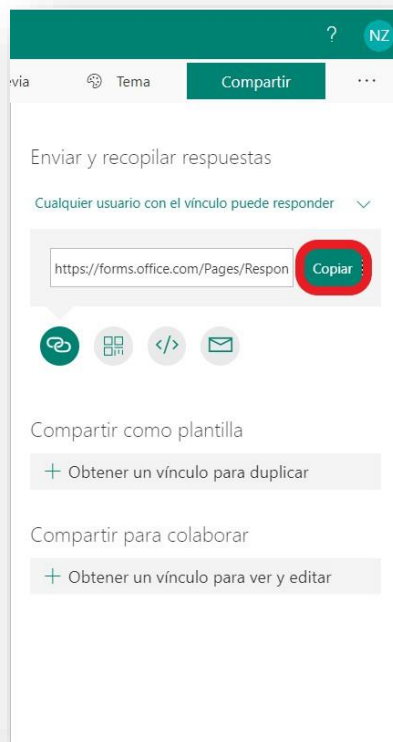 ? NZ
via Tema Compartir ...
Enviar y recopilar respuestas
Cualquier usuario con el vínculo puede responder
https://forms.office.com/Pages/Respon Copiar
</>
Compartir como plantilla
+ Obtener un vínculo para duplicar
Compartir para colaborar
+ Obtener un vínculo para ver y editar